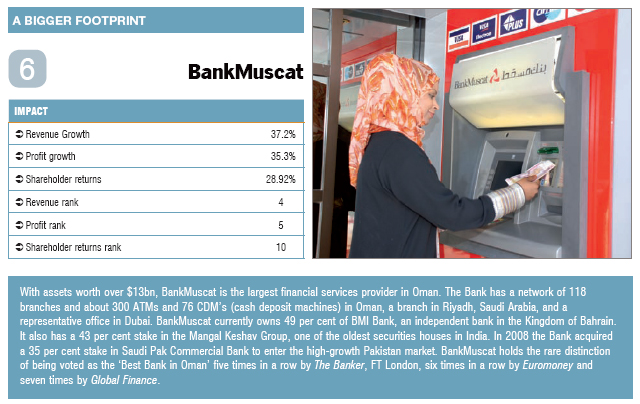 A BIGGER FOOTPRINT
6
BankMuscat
IMPACT
Revenue Growth 37.2%
Profit growth 35.3%
Shareholder returns 28.92%
Revenue rank 4
Profit rank 5
Shareholder returns rank 10
VISA
VISA
Electron
PLUS
BankMuscat بنك مسقط
With assets worth over $13bn, BankMuscat is the largest financial services provider in Oman. The Bank has a network of 118
branches and about 300 ATMs and 76 CDM's (cash deposit machines) in Oman, a branch in Riyadh, Saudi Arabia, and a
representative office in Dubai. BankMuscat currently owns 49 per cent of BMI Bank, an independent bank in the Kingdom of Bahrain.
It also has a 43 per cent stake in the Mangal Keshav Group, one of the oldest securities houses in India. In 2008 the Bank acquired
a 35 per cent stake in Saudi Pak Commercial Bank to enter the high-growth Pakistan market. BankMuscat holds the rare distinction
of being voted as the 'Best Bank in Oman' five times in a row by The Banker, FT London, six times in a row by Euromoney and
seven times by Global Finance.